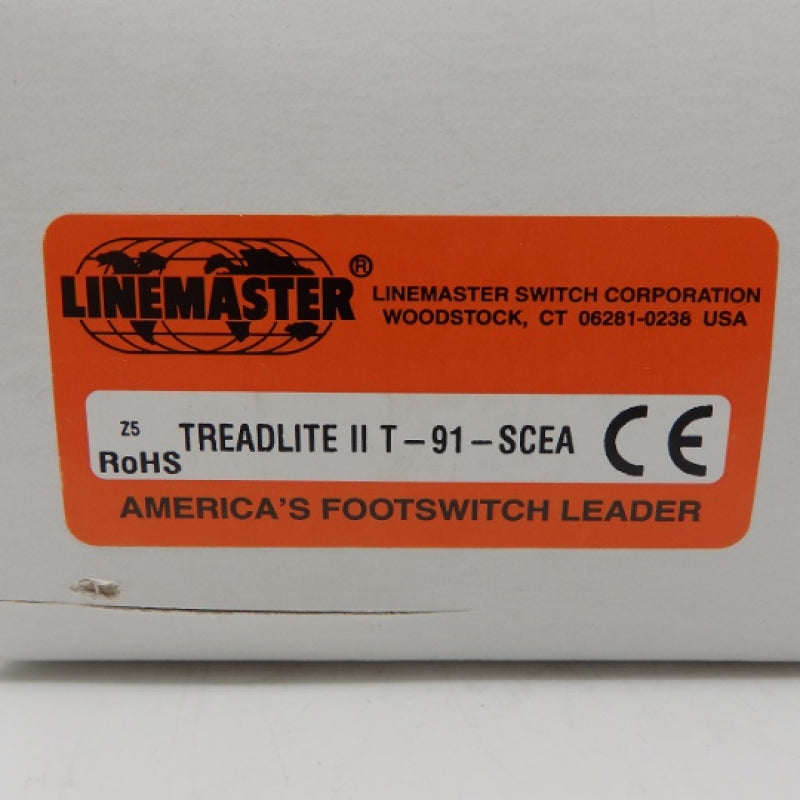 LINEMASTER®
LINEMASTER SWITCH CORPORATION
WOODSTOCK, CT 06281-0238 USA
Z5
RoHS
TREADLITE II T-91-SCEA CE
AMERICA'S FOOTSWITCH LEADER